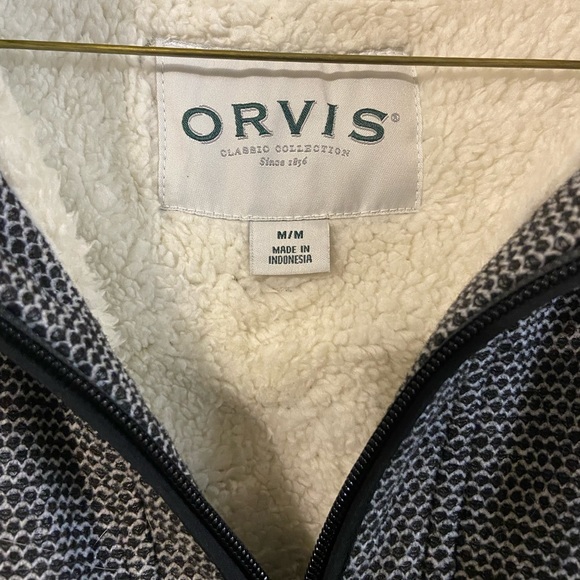 ORVIS®
CLASSIC COLLECTION
Since 1856
M/M
MADE IN
INDONESIA